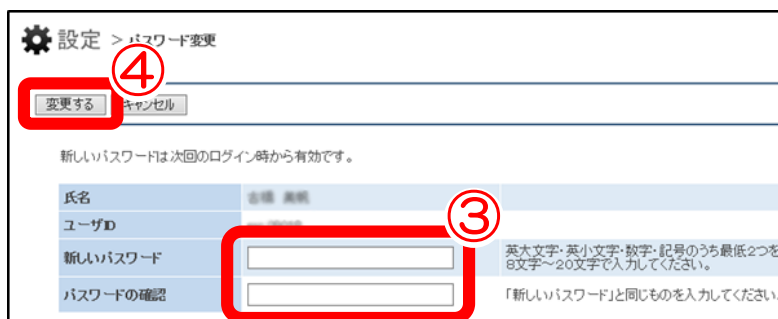 設定 > パスワード変更
④
変更する キャンセル
新しいパスワードは次回のログイン時から有効です。
氏名
ユーザID
③
新しいパスワード 英大文字・英小文字・数字・記号のうち最低2つを
8文字～20文字で入力してください。
パスワードの確認 「新しいパスワード」と同じものを入力してください。